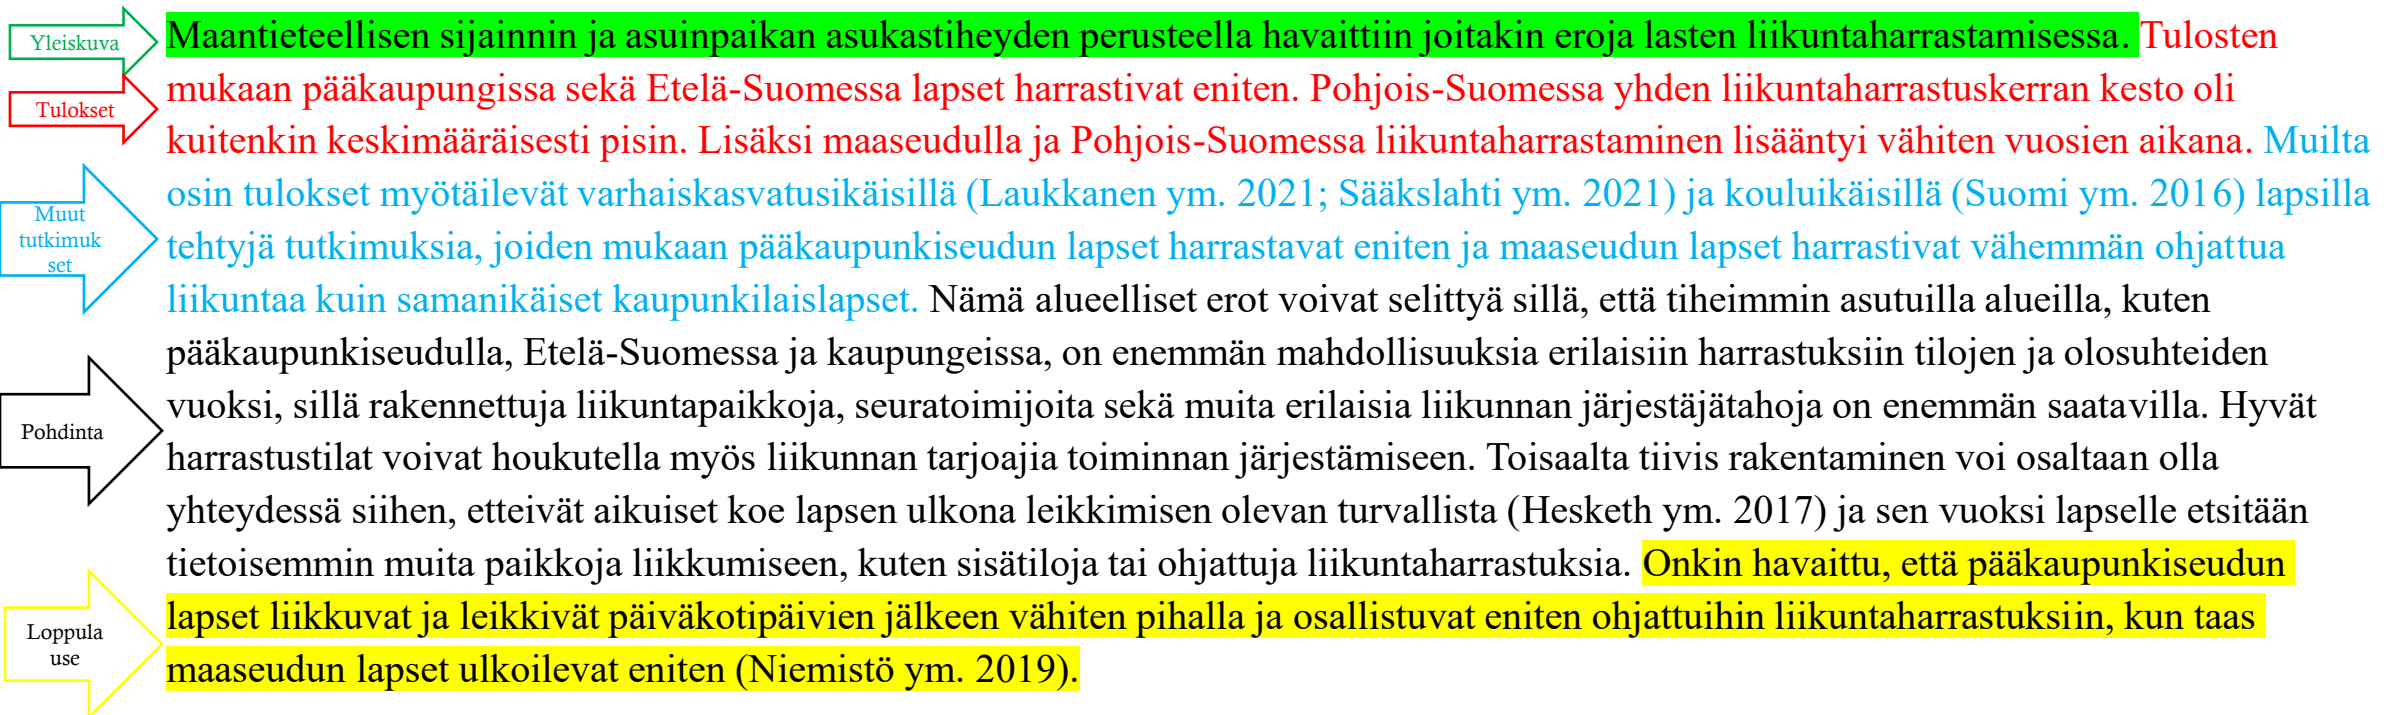 Yleiskuva
Tulokset
Muut
tutkimuk
set
Pohdinta
Loppula
use
Maantieteellisen sijainnin ja asuinpaikan asukastiheyden perusteella havaittiin joitakin eroja lasten liikuntaharrastamisessa. Tulosten
mukaan pääkaupungissa sekä Etelä-Suomessa lapset harrastivat eniten. Pohjois-Suomessa yhden liikuntaharrastuskerran kesto oli
kuitenkin keskimääräisesti pisin. Lisäksi maaseudulla ja Pohjois-Suomessa liikuntaharrastaminen lisääntyi vähiten vuosien aikana. Muilta
osin tulokset myötäilevät varhaiskasvatusikäisillä (Laukkanen ym. 2021; Sääkslahti ym. 2021) ja kouluikäisillä (Suomi ym. 2016) lapsilla
tehtyjä tutkimuksia, joiden mukaan pääkaupunkiseudun lapset harrastavat eniten ja maaseudun lapset harrastivat vähemmän ohjattua
liikuntaa kuin samanikäiset kaupunkilaislapset. Nämä alueelliset erot voivat selittyä sillä, että tiheimmin asutuilla alueilla, kuten
pääkaupunkiseudulla, Etelä-Suomessa ja kaupungeissa, on enemmän mahdollisuuksia erilaisiin harrastuksiin tilojen ja olosuhteiden
vuoksi, sillä rakennettuja liikuntapaikkoja, seuratoimijoita sekä muita erilaisia liikunnan järjestäjätahoja on enemmän saatavilla. Hyvät
harrastustilat voivat houkutella myös liikunnan tarjoajia toiminnan järjestämiseen. Toisaalta tiivis rakentaminen voi osaltaan olla
yhteydessä siihen, etteivät aikuiset koe lapsen ulkona leikkimisen olevan turvallista (Hesketh ym. 2017) ja sen vuoksi lapselle etsitään
tietoisemmin muita paikkoja liikkumiseen, kuten sisätiloja tai ohjattuja liikuntaharrastuksia. Onkin havaittu, että pääkaupunkiseudun
lapset liikkuvat ja leikkivät päiväkotipäivien jälkeen vähiten pihalla ja osallistuvat eniten ohjattuihin liikuntaharrastuksiin, kun taas
maaseudun lapset ulkoilevat eniten (Niemistö ym. 2019).